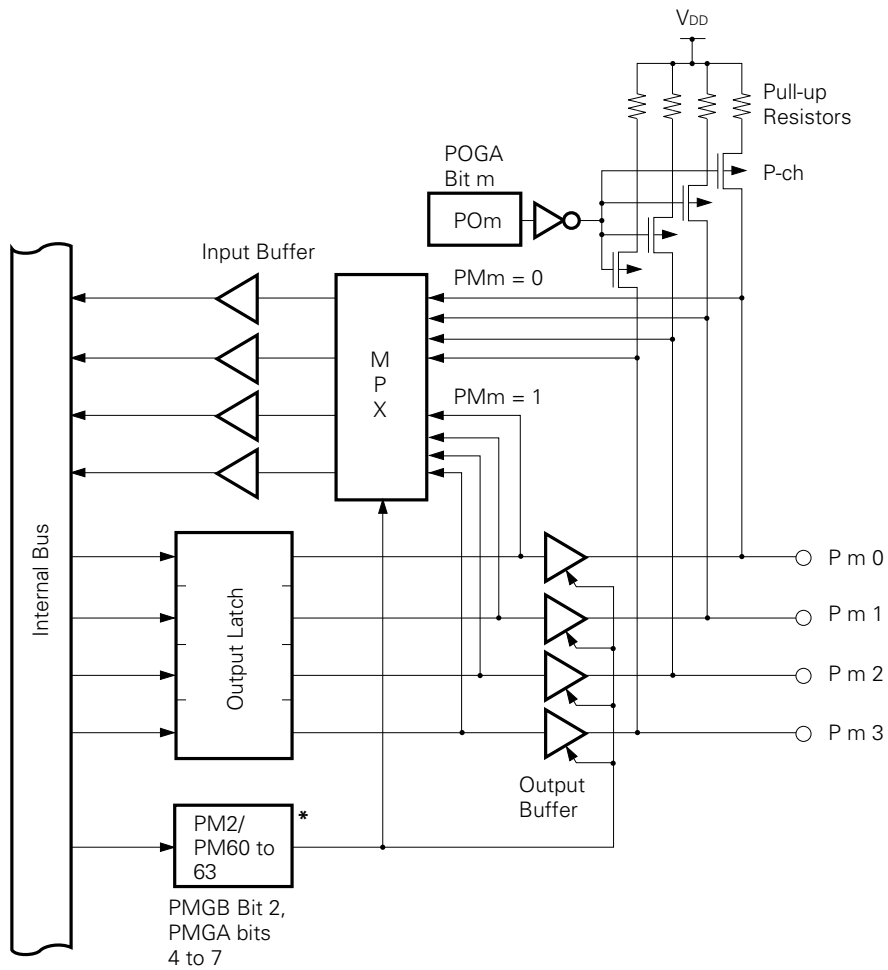 VDD
Pull-up
Resistors
POGA
Bit m
P-ch
POm
Input Buffer
PMm = 0
M
P
X
PMm = 1
Internal Bus
Output Latch
P m 0
P m 1
P m 2
P m 3
Output
Buffer
PM2/
PM60 to
63
*
PMGB Bit 2,
PMGA bits
4 to 7